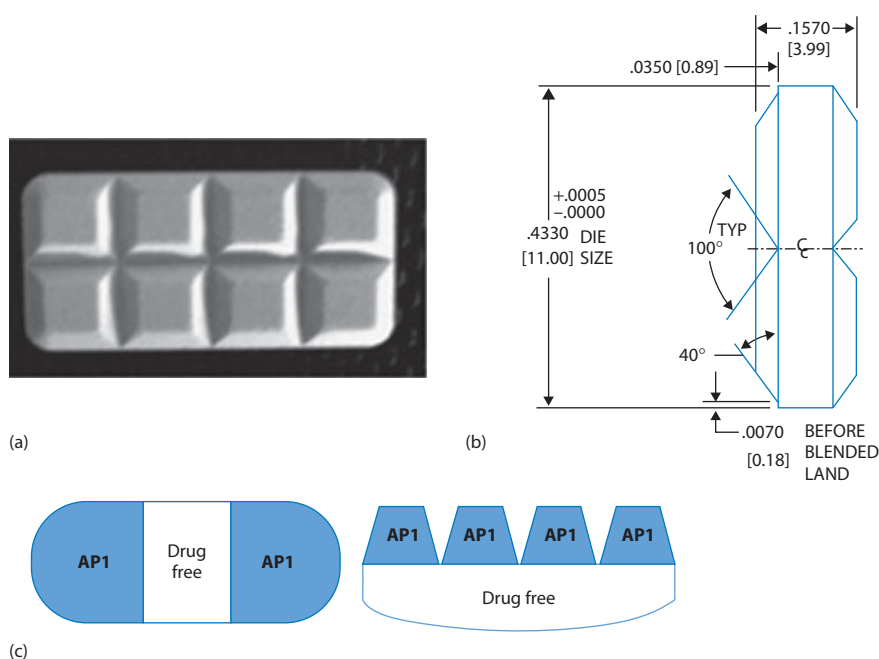 .1570
[3.99]
.0350 [0.89]
+.0005
–.0000
.4330 DIE
[11.00] SIZE
TYP
100°
℄
40°
.0070 BEFORE
[0.18] BLENDED
LAND
(a)
(b)
AP1
Drug
free
AP1
AP1
AP1
AP1
AP1
Drug free
(c)